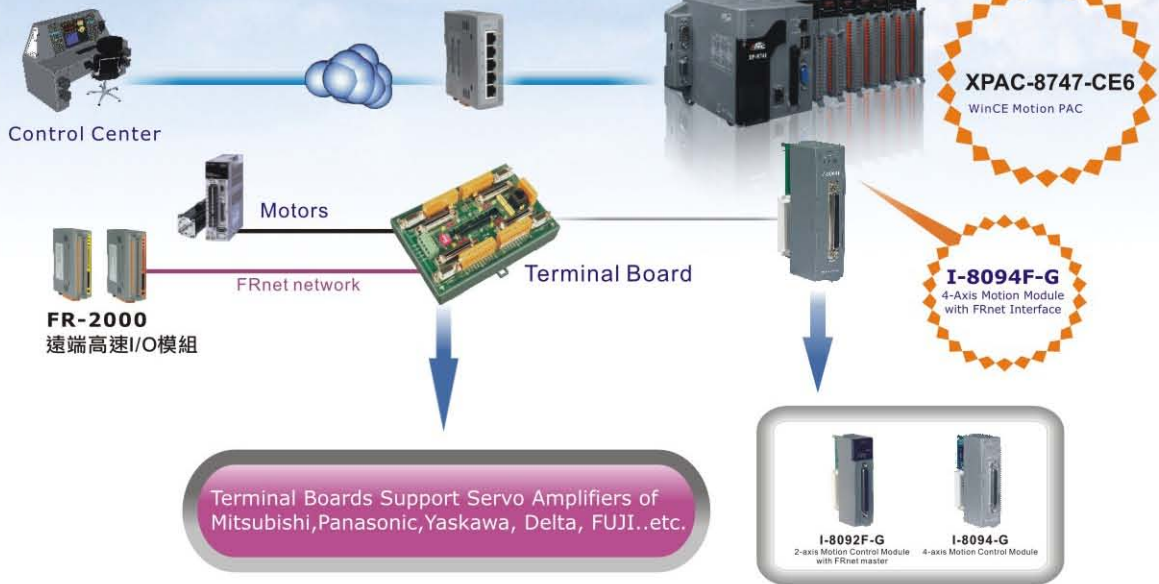 XPAC-8747-CE6
WinCE Motion PAC
Control Center
Motors
Terminal Board
FRnet network
FR-2000
遠端高速I/O模組
I-8094F-G
4-Axis Motion Module
with FRnet Interface
Terminal Boards Support Servo Amplifiers of
Mitsubishi,Panasonic,Yaskawa, Delta, FUJI..etc.
I-8092F-G
2-axis Motion Control Module
with FRnet master
I-8094-G
4-axis Motion Control Module